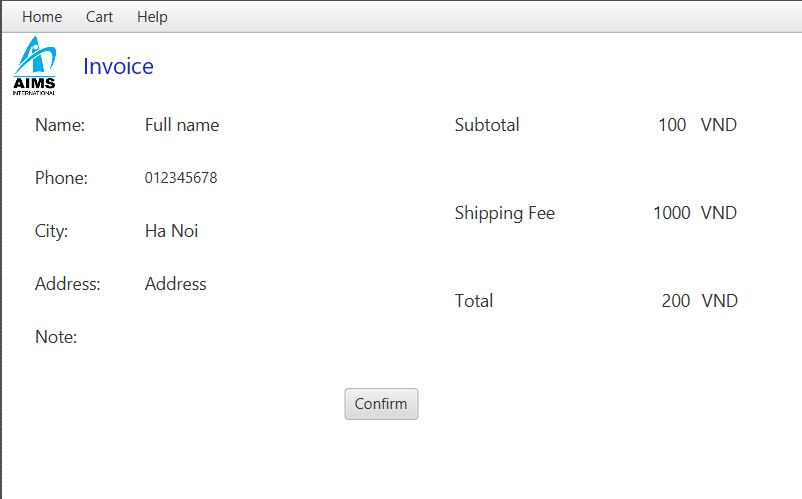 Home Cart Help
AIMS
INTERNATIONAL
Invoice
Name: Full name
Phone: 012345678
City: Ha Noi
Address: Address
Note:
Subtotal 100 VND
Shipping Fee 1000 VND
Total 200 VND
Confirm